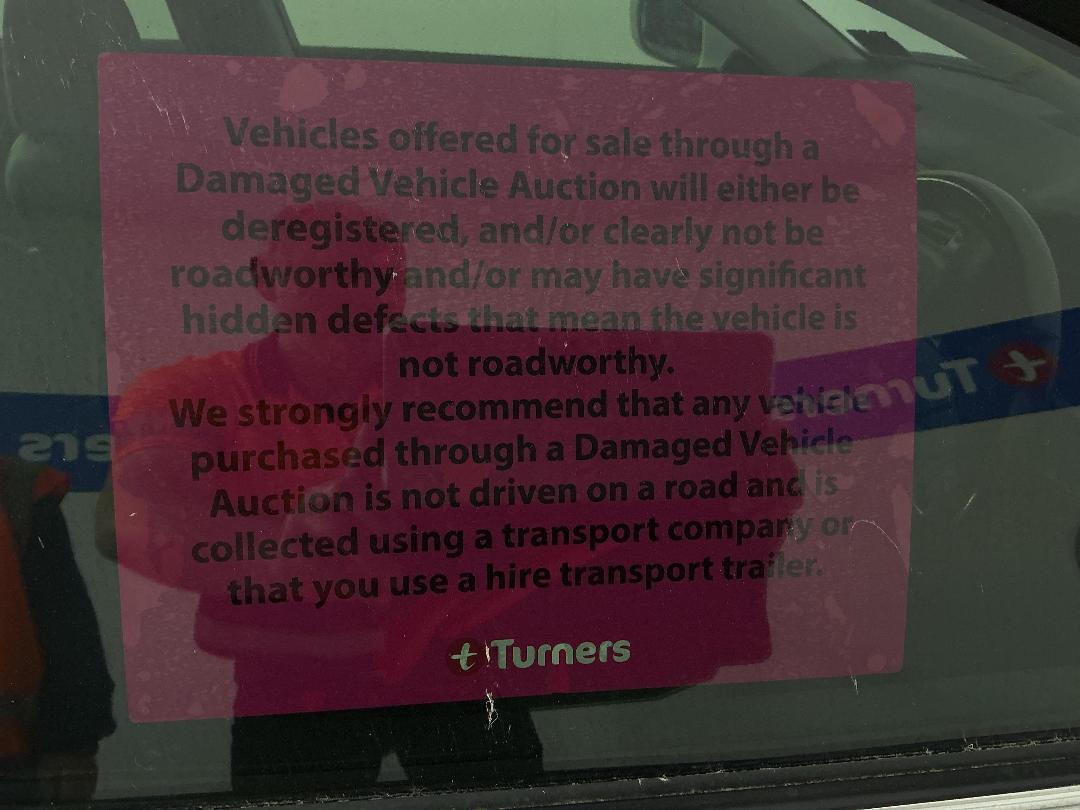 Vehicles offered for sale through a
Damaged Vehicle Auction will either be
deregistered, and/or clearly not be
roadworthy and/or may have significant
hidden defects that mean the vehicle is
not roadworthy.
We strongly recommend that any vehicle
purchased through a Damaged Vehicle
Auction is not driven on a road and is
collected using a transport company or
that you use a hire transport trailer.
t Turners
Turners
ers